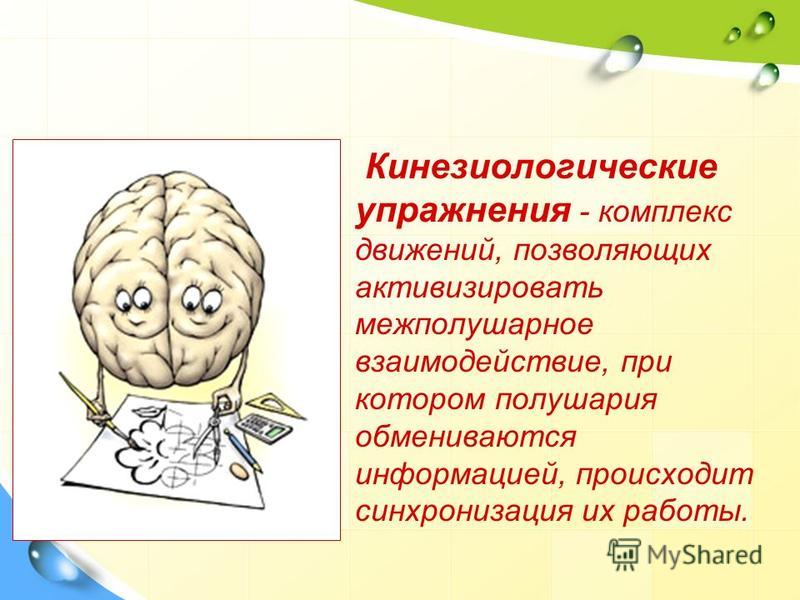 Кинезиологические
упражнения - комплекс
движений, позволяющих
активизировать
межполушарное
взаимодействие, при
котором полушария
обмениваются
информацией, происходит
синхронизация их работы.
MyShared